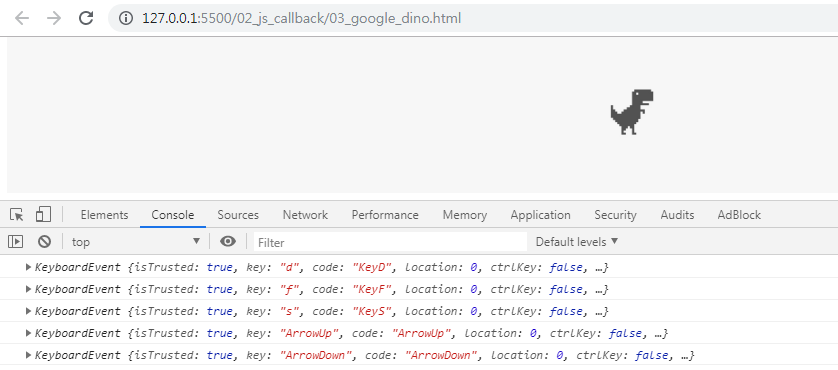 127.0.0.1:5500/02_js_callback/03_google_dino.html
Elements Console Sources Network Performance Memory Application Security Audits AdBlock
top Filter Default levels
KeyboardEvent {isTrusted: true, key: "d", code: "KeyD", location: 0, ctrlKey: false, …}
KeyboardEvent {isTrusted: true, key: "f", code: "KeyF", location: 0, ctrlKey: false, …}
KeyboardEvent {isTrusted: true, key: "s", code: "KeyS", location: 0, ctrlKey: false, …}
KeyboardEvent {isTrusted: true, key: "ArrowUp", code: "ArrowUp", location: 0, ctrlKey: false, …}
KeyboardEvent {isTrusted: true, key: "ArrowDown", code: "ArrowDown", location: 0, ctrlKey: false, …}